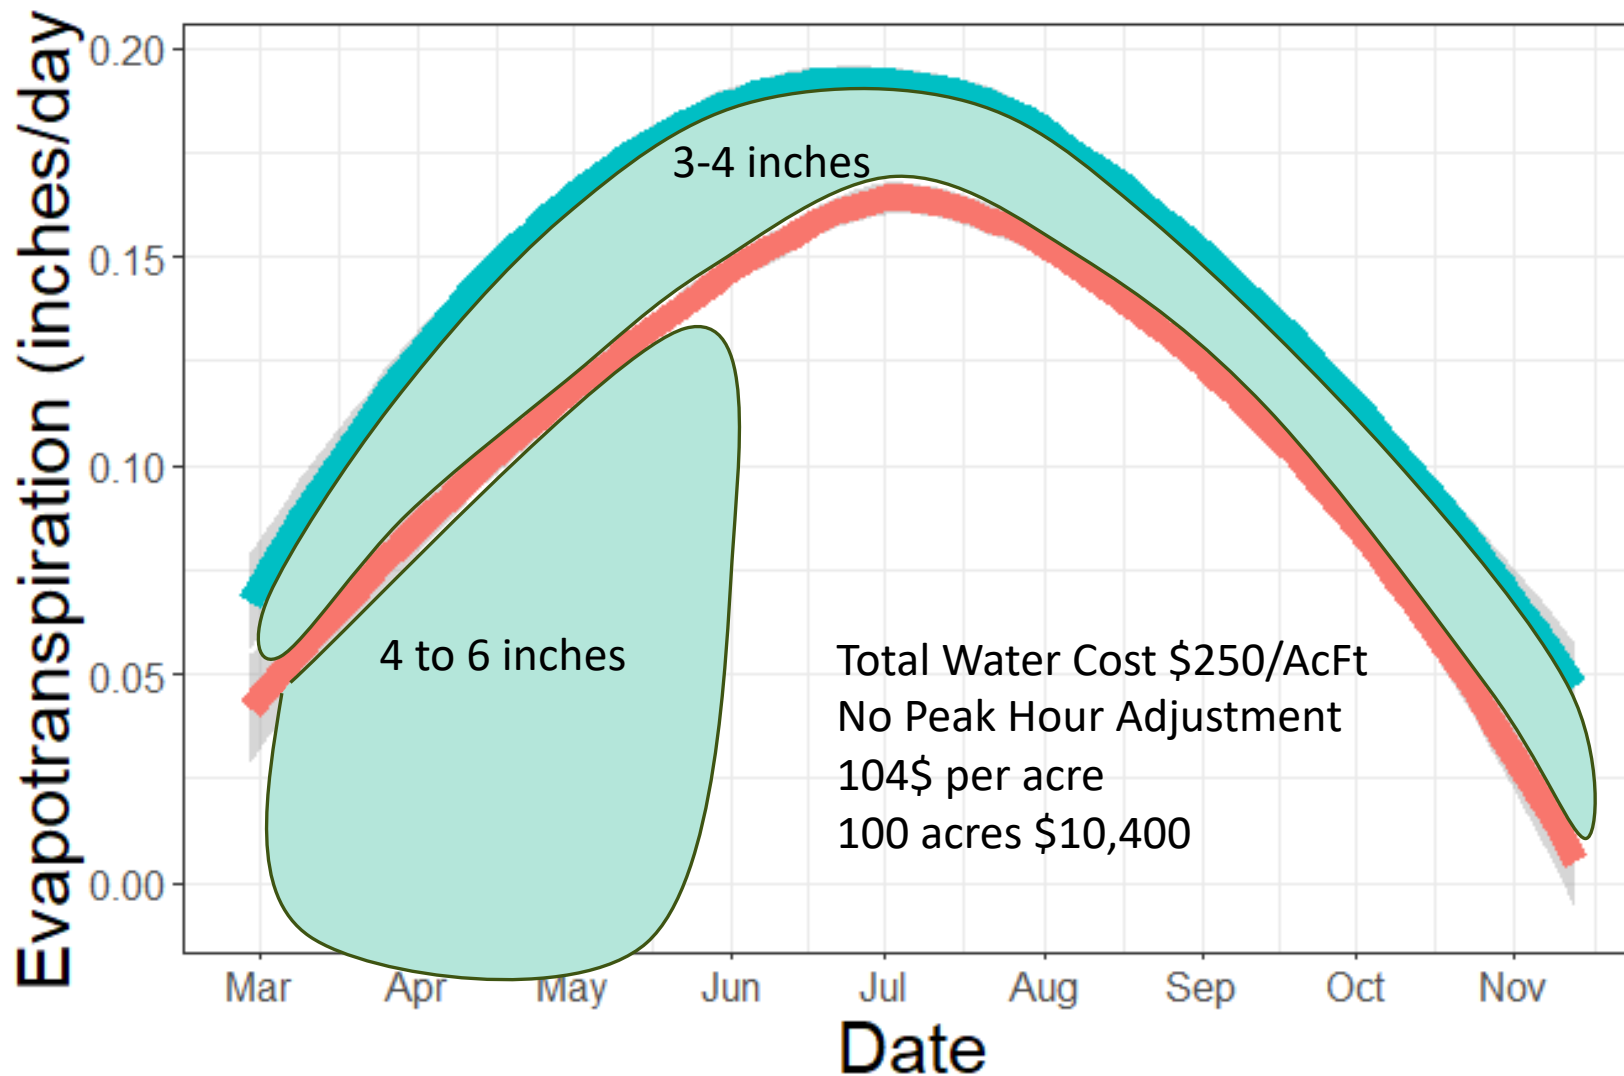 Evapotranspiration (inches/day
0.20
0.15
0.10
0.05
0.00
3-4 inches
4 to 6 inches
Total Water Cost $250/AcFt
No Peak Hour Adjustment
104$ per acre
100 acres $10,400
Mar Apr May Jun Jul Aug Sep Oct Nov
Date